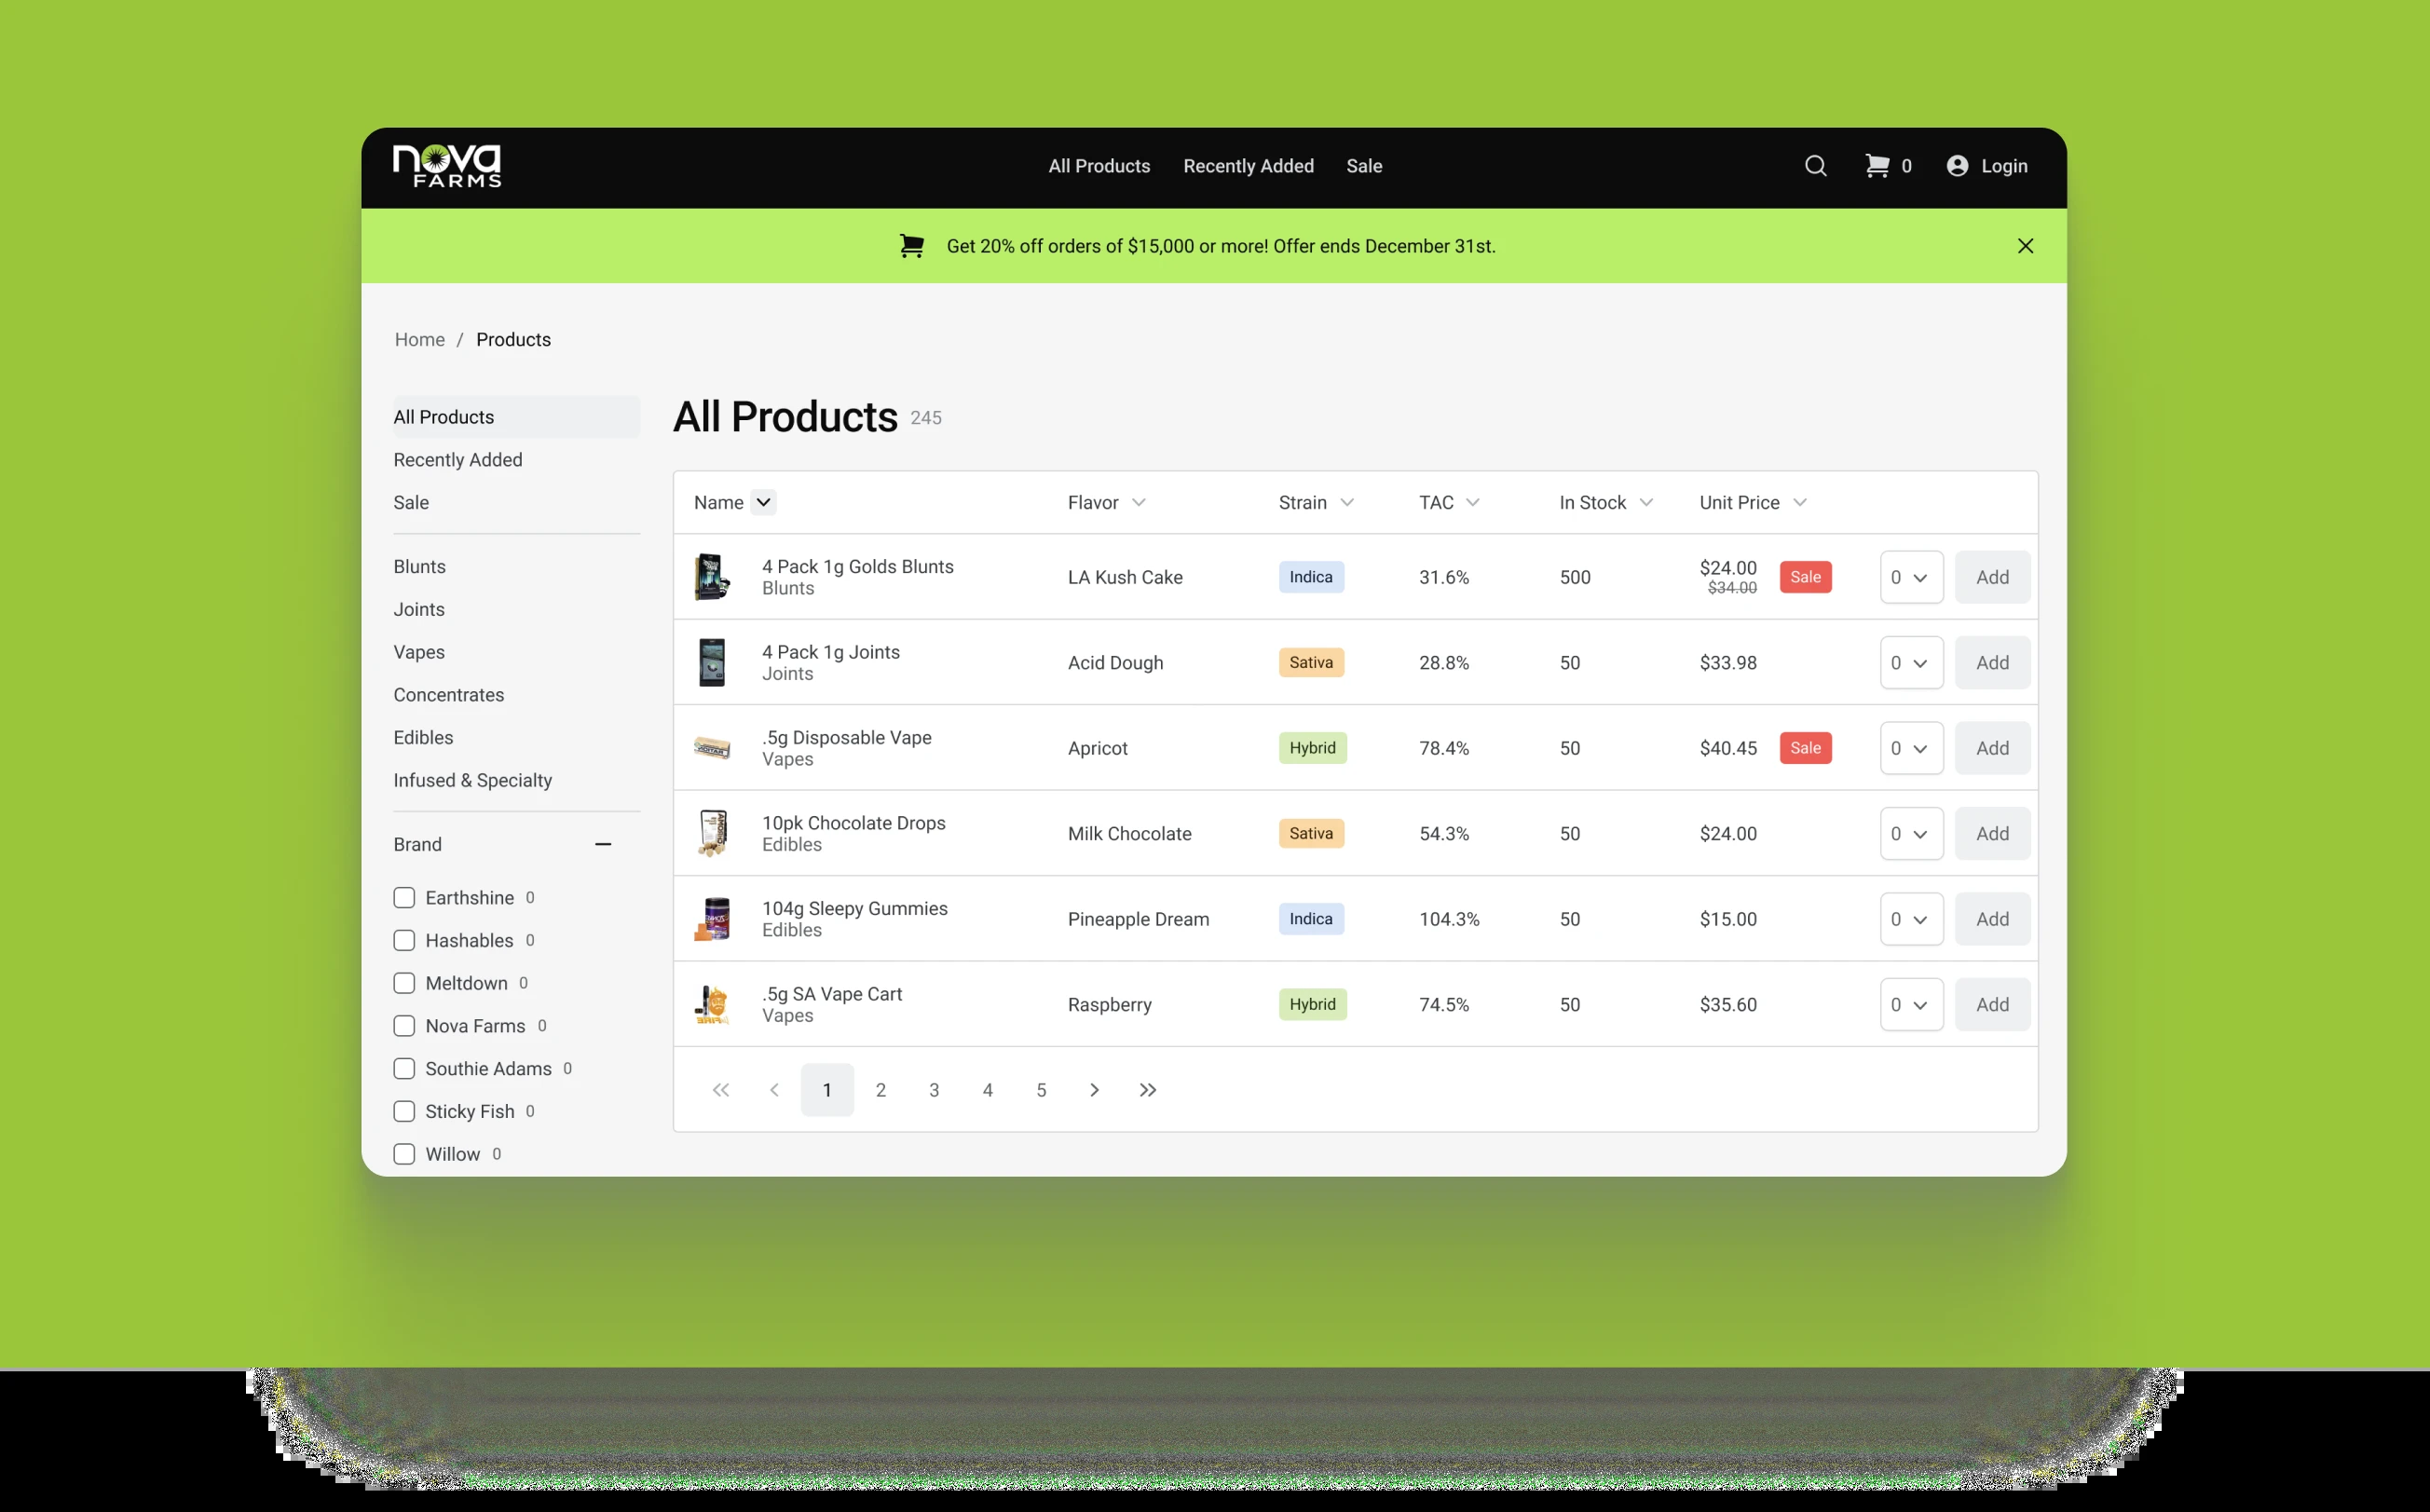 nova
FARMS
All Products Recently Added Sale
0 Login
Get 20% off orders of $15,000 or more! Offer ends December 31st.
Home / Products
All Products
Recently Added
Sale
Blunts
Joints
Vapes
Concentrates
Edibles
Infused & Specialty
Brand
Earthshine 0
Hashables 0
Meltdown 0
Nova Farms 0
Southie Adams 0
Sticky Fish 0
Willow 0
All Products 245
Name Flavor Strain TAC In Stock Unit Price
4 Pack 1g Golds Blunts
Blunts
LA Kush Cake Indica 31.6% 500 $24.00
$34.00
Sale 0 Add
4 Pack 1g Joints
Joints
Acid Dough Sativa 28.8% 50 $33.98 0 Add
.5g Disposable Vape
Vapes
Apricot Hybrid 78.4% 50 $40.45 Sale 0 Add
10pk Chocolate Drops
Edibles
Milk Chocolate Sativa 54.3% 50 $24.00 0 Add
104g Sleepy Gummies
Edibles
Pineapple Dream Indica 104.3% 50 $15.00 0 Add
.5g SA Vape Cart
Vapes
Raspberry Hybrid 74.5% 50 $35.60 0 Add
1 2 3 4 5